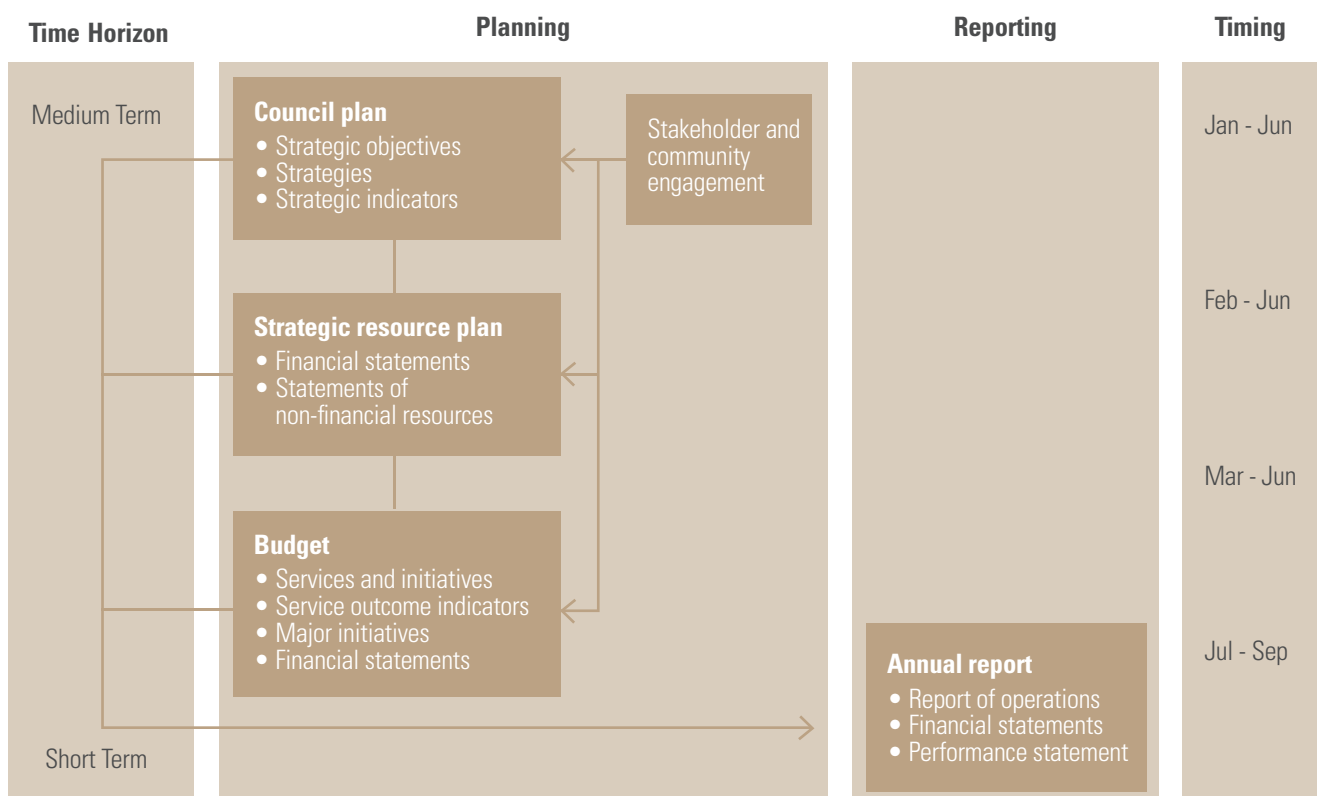 Time Horizon
Planning
Reporting
Timing
Medium Term
Council plan
• Strategic objectives
• Strategies
• Strategic indicators
Stakeholder and
community
engagement
Jan - Jun
Strategic resource plan
• Financial statements
• Statements of
non-financial resources
Feb - Jun
Budget
• Services and initiatives
• Service outcome indicators
• Major initiatives
• Financial statements
Mar - Jun
Annual report
• Report of operations
• Financial statements
• Performance statement
Jul - Sep
Short Term